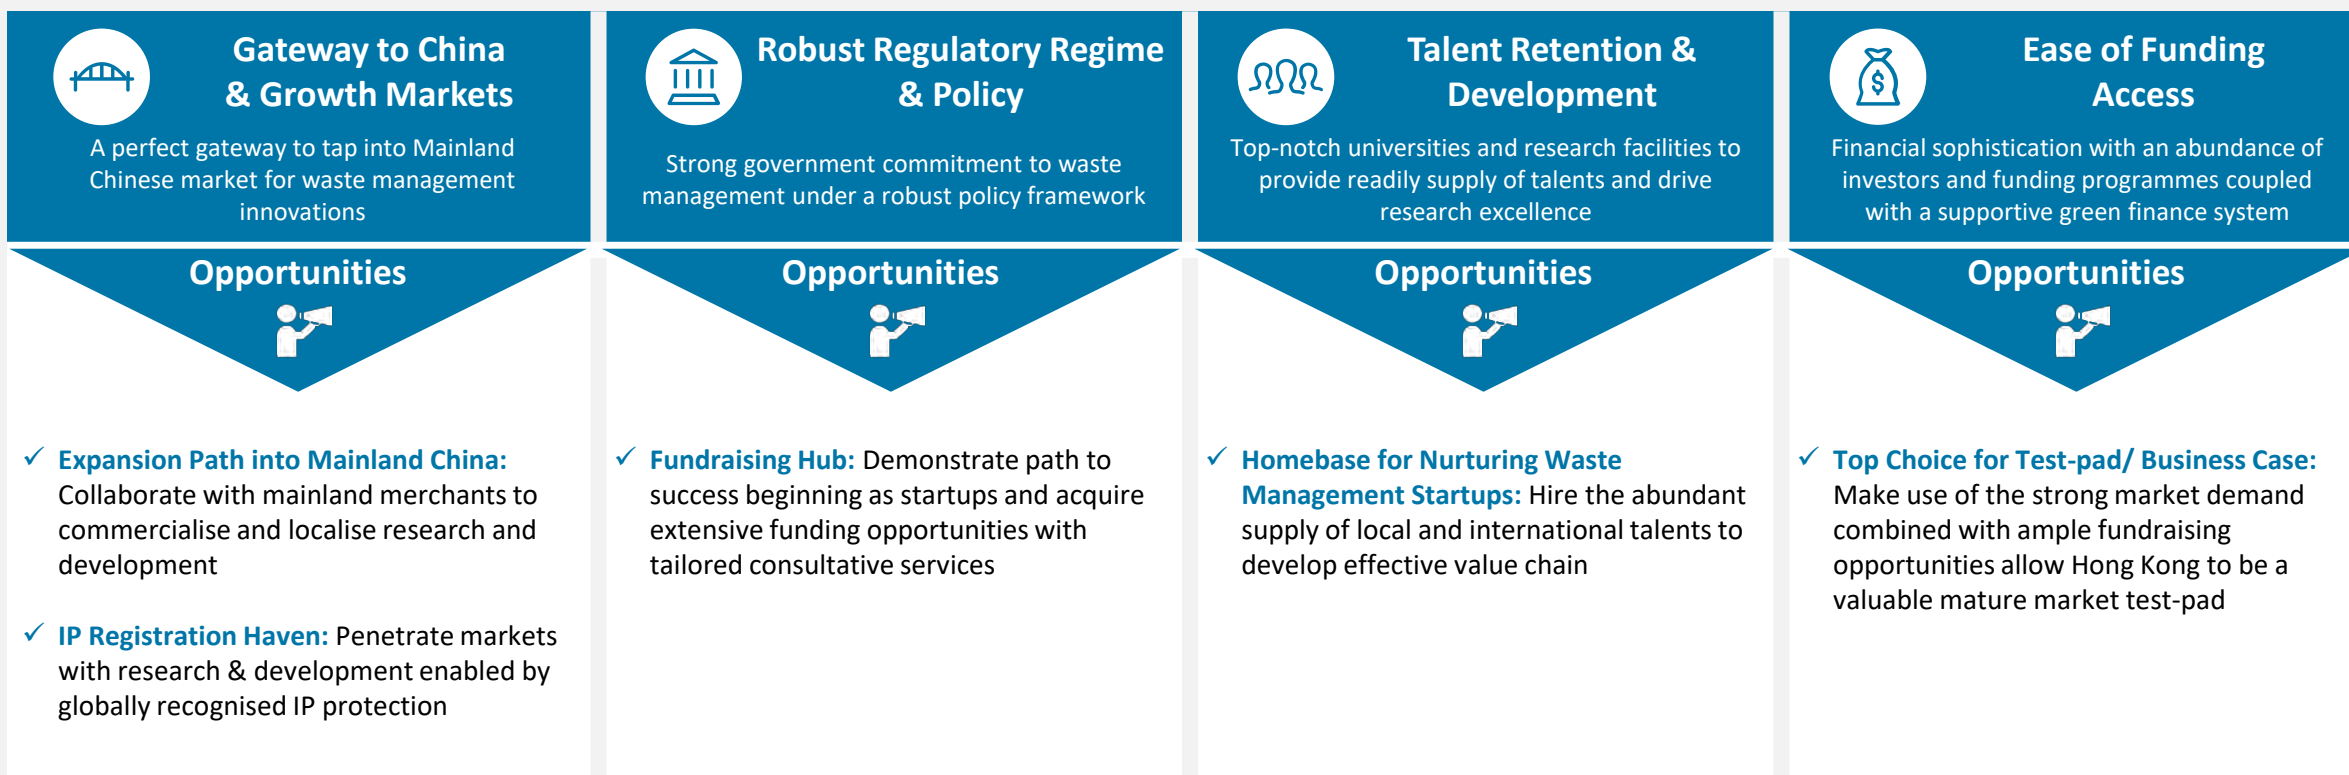 Gateway to China
& Growth Markets
A perfect gateway to tap into Mainland
Chinese market for waste management
innovations
Opportunities
✓ Expansion Path into Mainland China:
Collaborate with mainland merchants to
commercialise and localise research and
development
✓ IP Registration Haven: Penetrate markets
with research & development enabled by
globally recognised IP protection
Robust Regulatory Regime
& Policy
Strong government commitment to waste
management under a robust policy framework
Opportunities
✓ Fundraising Hub: Demonstrate path to
success beginning as startups and acquire
extensive funding opportunities with
tailored consultative services
Talent Retention &
Development
Top-notch universities and research facilities to
provide readily supply of talents and drive
research excellence
Opportunities
✓ Homebase for Nurturing Waste
Management Startups: Hire the abundant
supply of local and international talents to
develop effective value chain
$
Ease of Funding
Access
Financial sophistication with an abundance of
investors and funding programmes coupled
with a supportive green finance system
Opportunities
✓ Top Choice for Test-pad/ Business Case:
Make use of the strong market demand
combined with ample fundraising
opportunities allow Hong Kong to be a
valuable mature market test-pad